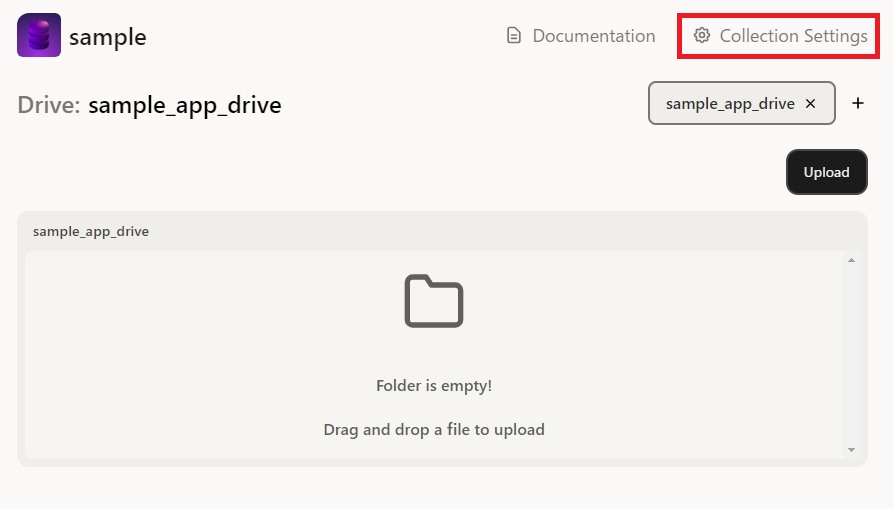 sample
Documentation
Collection Settings
Drive: sample_app_drive
sample_app_drive ×
+
Upload
sample_app_drive
Folder is empty!
Drag and drop a file to upload